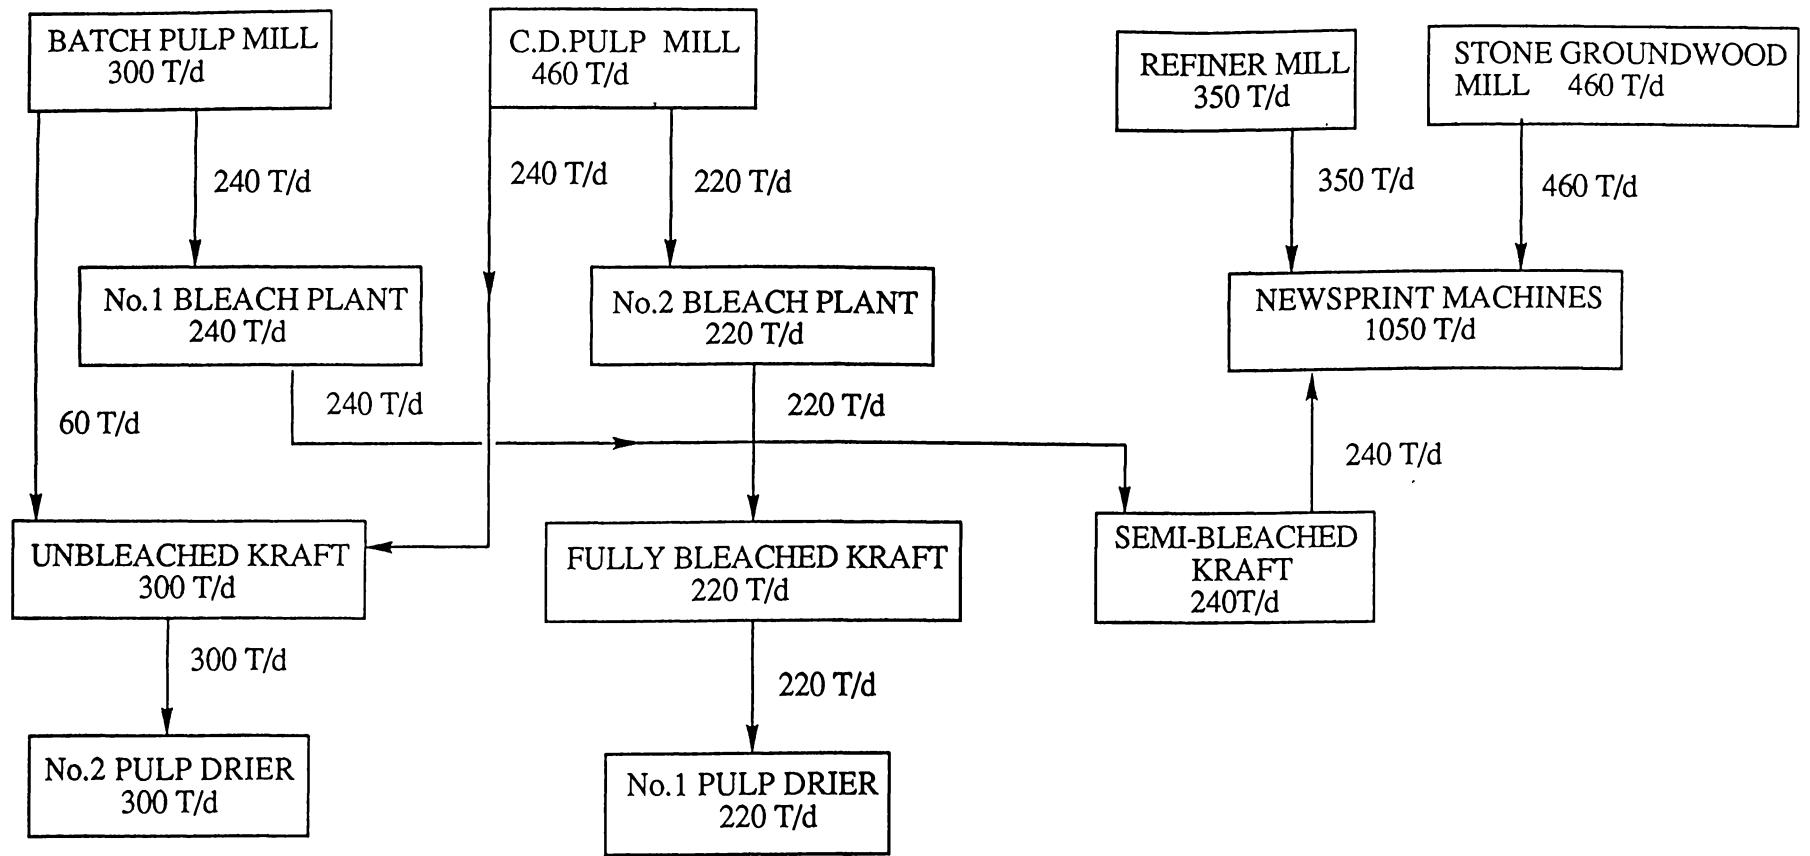 BATCH PULP MILL
300 T/d
C.D.PULP MILL
460 T/d
REFINER MILL
350 T/d
STONE GROUNDWOOD
MILL 460 T/d
240 T/d
240 T/d
220 T/d
350 T/d
460 T/d
No.1 BLEACH PLANT
240 T/d
No.2 BLEACH PLANT
220 T/d
NEWSPRINT MACHINES
1050 T/d
60 T/d
240 T/d
220 T/d
240 T/d
UNBLEACHED KRAFT
300 T/d
FULLY BLEACHED KRAFT
220 T/d
SEMI-BLEACHED
KRAFT
240T/d
300 T/d
220 T/d
No.2 PULP DRIER
300 T/d
No.1 PULP DRIER
220 T/d